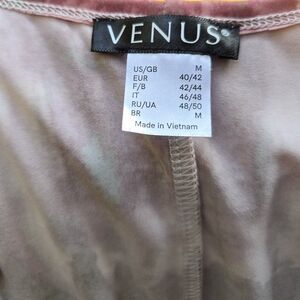 VENUS®
US/GB M
EUR 40/42
F/B 42/44
IT 46/48
RU/UA 48/50
BR M
Made in Vietnam